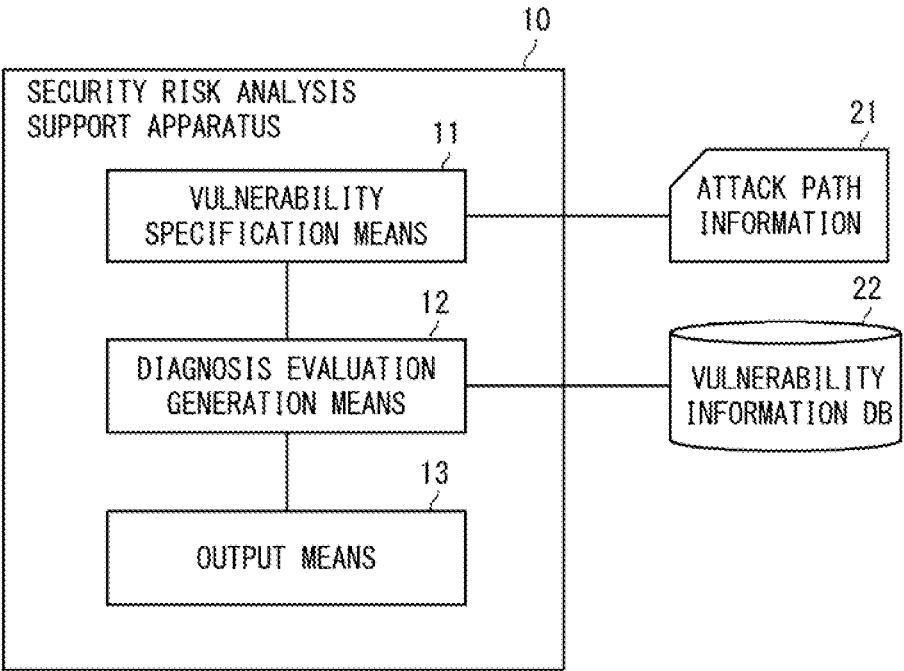 10
SECURITY RISK ANALYSIS
SUPPORT APPARATUS
11
VULNERABILITY
SPECIFICATION MEANS
21
ATTACK PATH
INFORMATION
12
DIAGNOSIS EVALUATION
GENERATION MEANS
22
VULNERABILITY
INFORMATION DB
13
OUTPUT MEANS